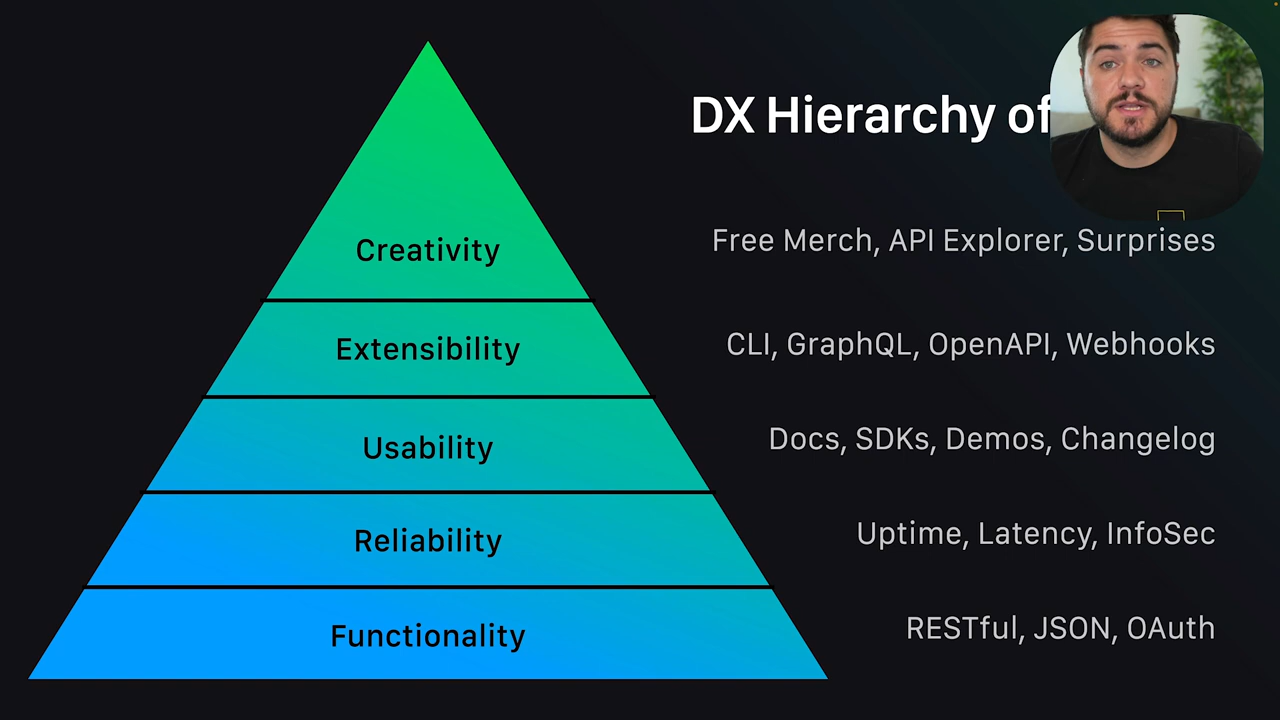 DX Hierarchy of
Creativity
Free Merch, API Explorer, Surprises
Extensibility
CLI, GraphQL, OpenAPI, Webhooks
Usability
Docs, SDKs, Demos, Changelog
Reliability
Uptime, Latency, InfoSec
Functionality
RESTful, JSON, OAuth